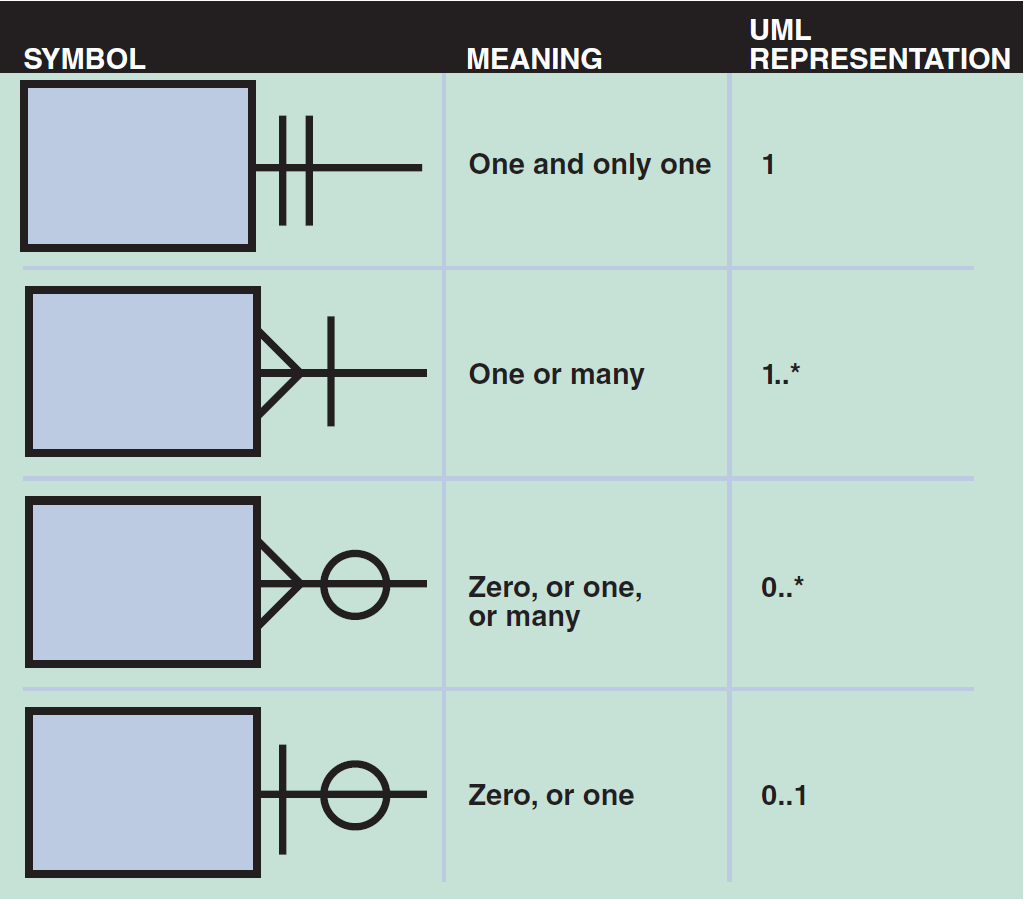 SYMBOL
MEANING
UML
REPRESENTATION
One and only one
1
One or many
1..*
Zero, or one,
or many
0..*
Zero, or one
0..1